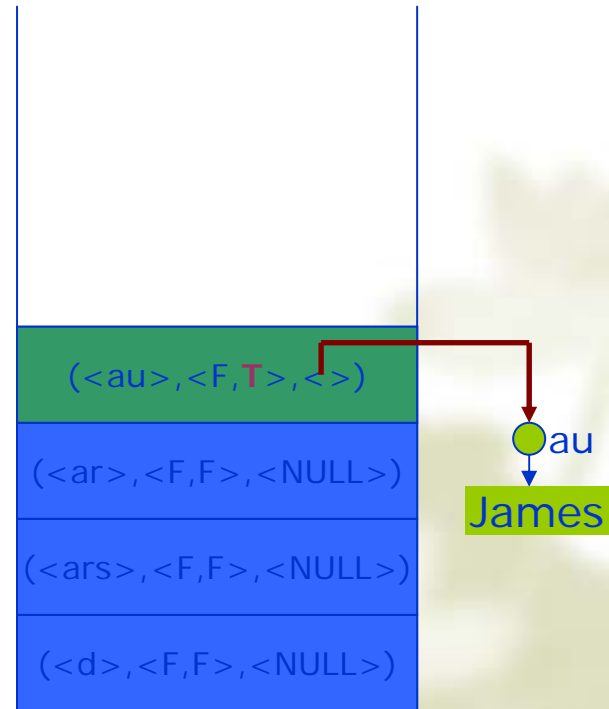 (<au>,<F,T>,<>)
au
(<ar>,<F,F>,<NULL>)
James
(<ars>,<F,F>,<NULL>)
(<d>,<F,F>,<NULL>)